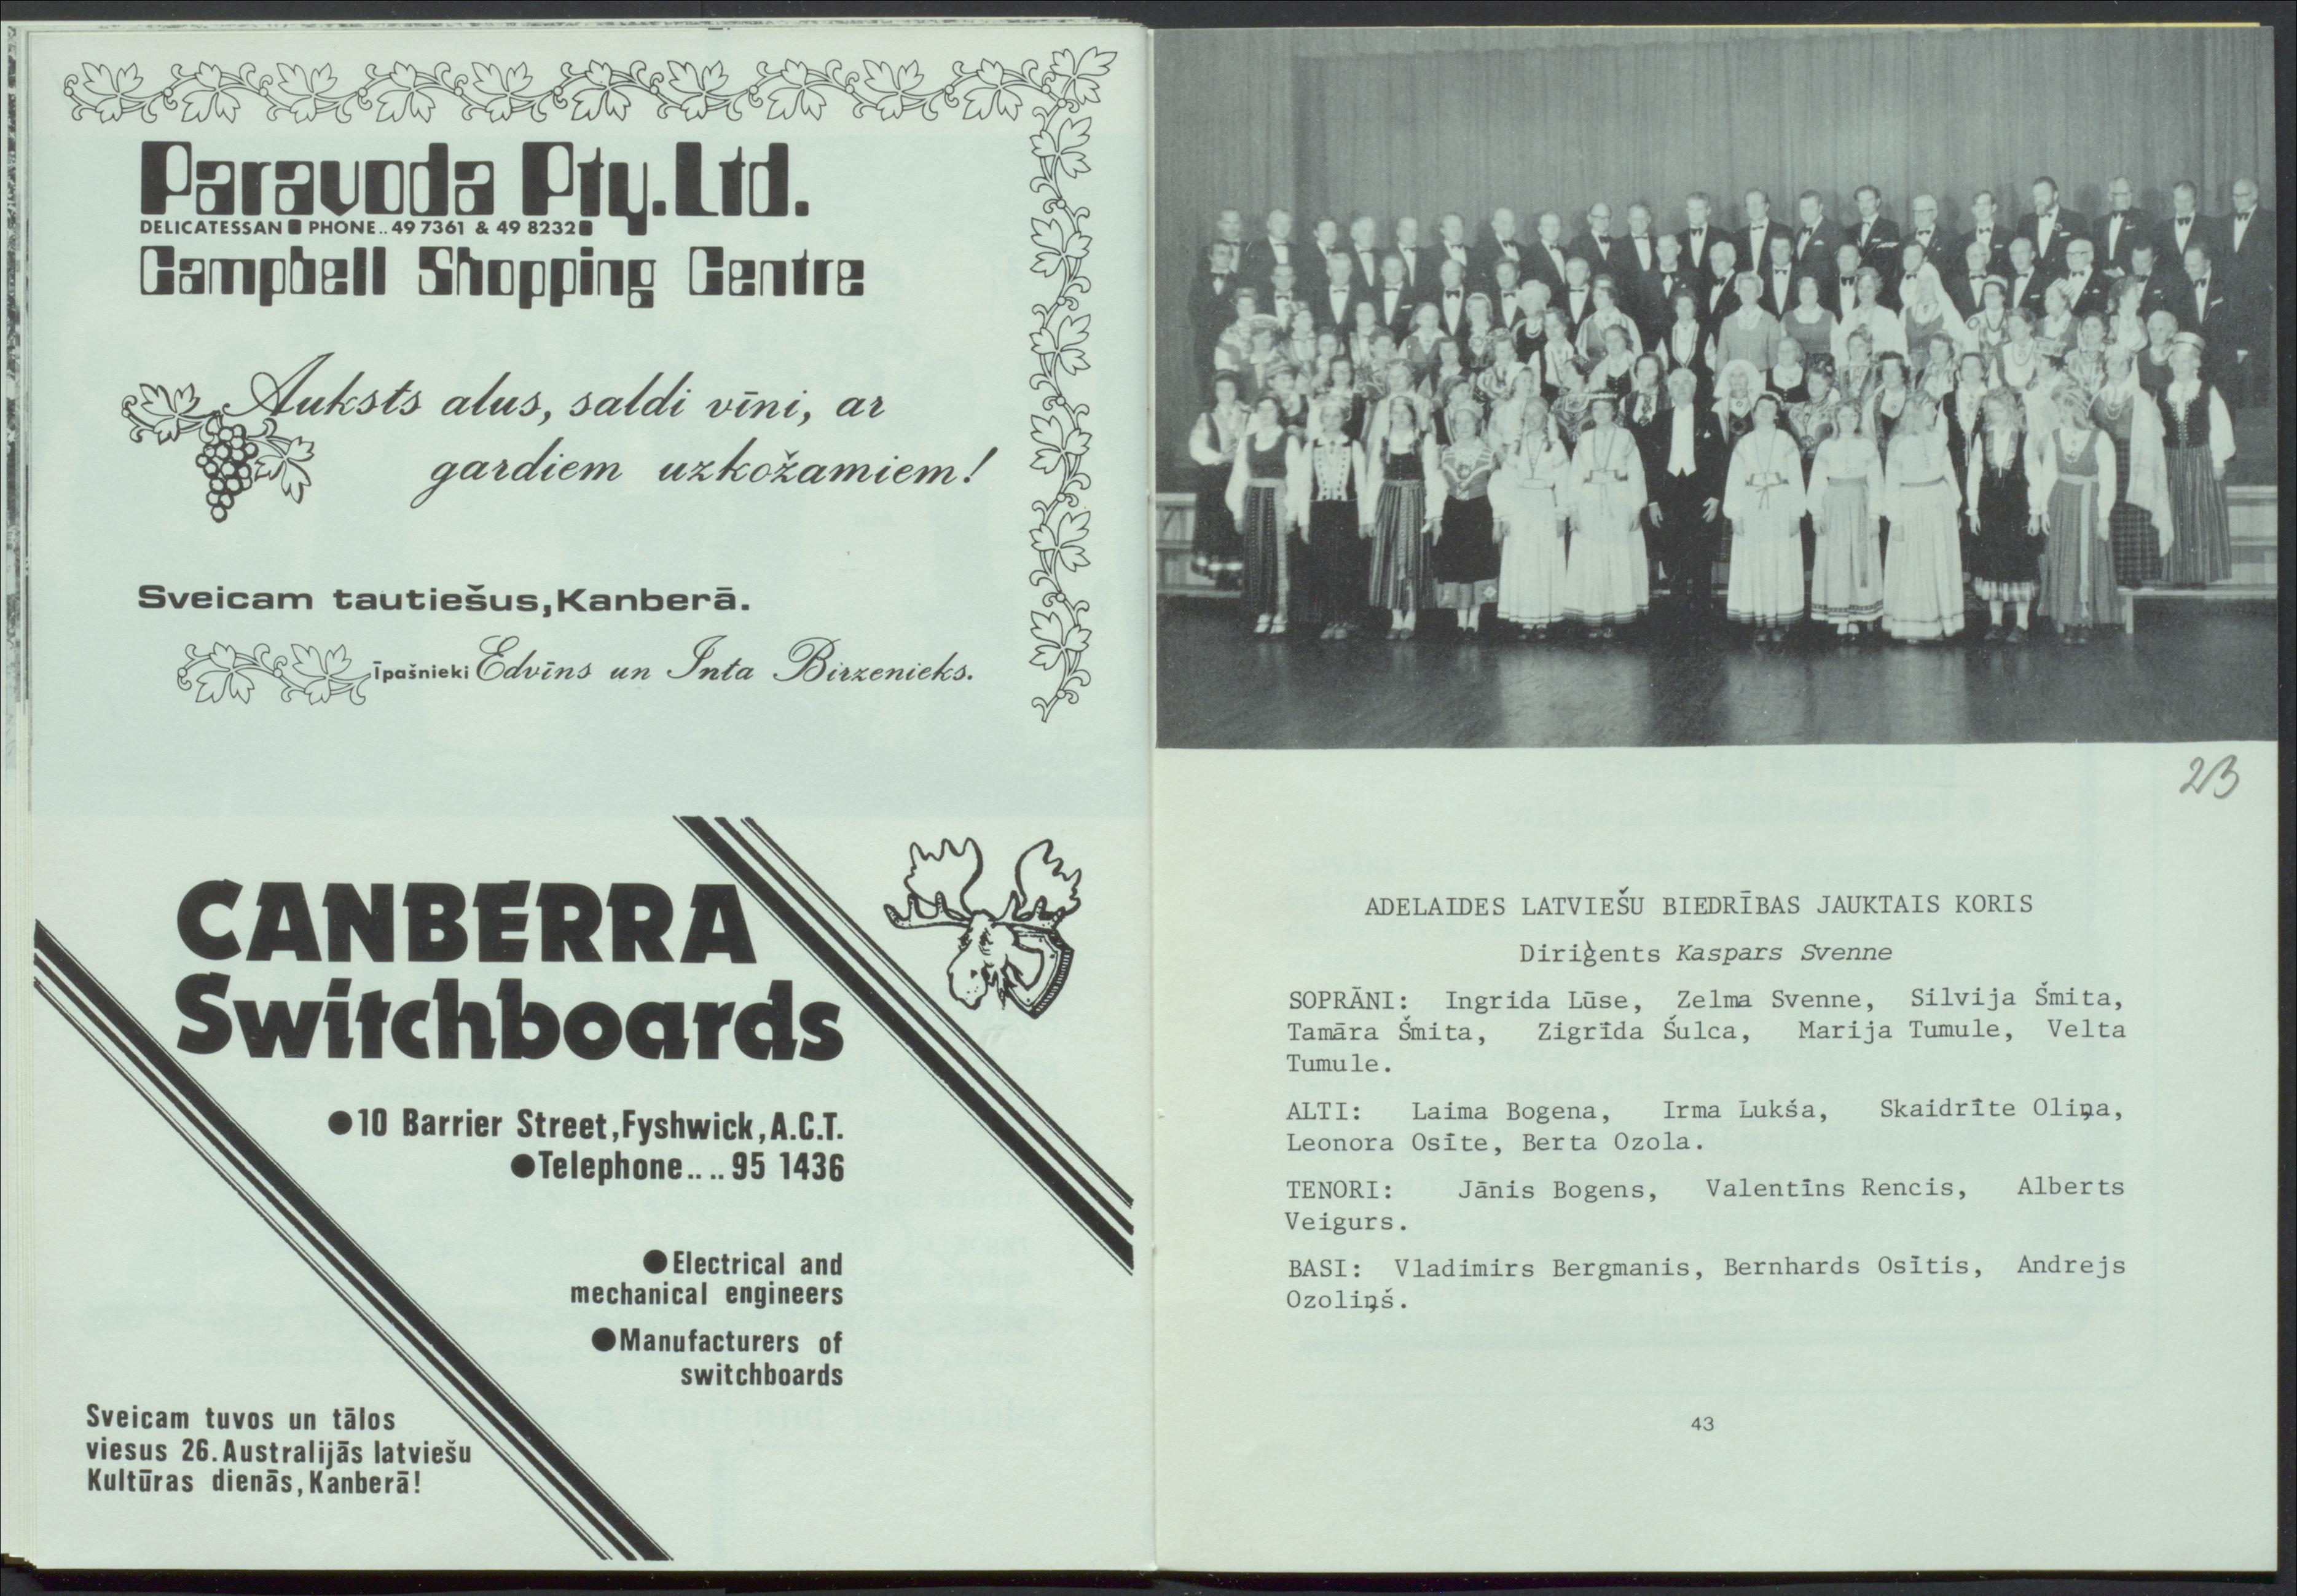 Paravoda Pty. Ltd.
DELICATESSAN PHONE.. 49 7361 & 49 8232
Campbell Shopping Centre
Auksts alus, saldi vīni, ar
gardiem uzkožamiem!
Sveicam tautiešus, Kanberā.
Īpašnieki Edvīns un Inta Birzenieks.
CANBERRA
Switchboards
●10 Barrier Street, Fyshwick, A.C.T.
●Telephone.. .. 95 1436
●Electrical and
mechanical engineers
●Manufacturers of
switchboards
Sveicam tuvos un tālos
viesus 26. Australijās latviešu
Kultūras dienās, Kanberā!
23
ADELAIDES LATVIEŠU BIEDRĪBAS JAUKTAIS KORIS
Diriģents Kaspars Svenne
SOPRĀNI: Ingrida Lūse, Zelma Svenne, Silvija Šmita,
Tamāra Šmita, Zigrīda Šulca, Marija Tumule, Velta
Tumule.
ALTI: Laima Bogena, Irma Lukša, Skaidrīte Oliņa,
Leonora Osīte, Berta Ozola.
TENORI: Jānis Bogens, Valentīns Rencis, Alberts
Veigurs.
BASI: Vladimirs Bergmanis, Bernhards Osītis, Andrejs
Ozoliņš.
43